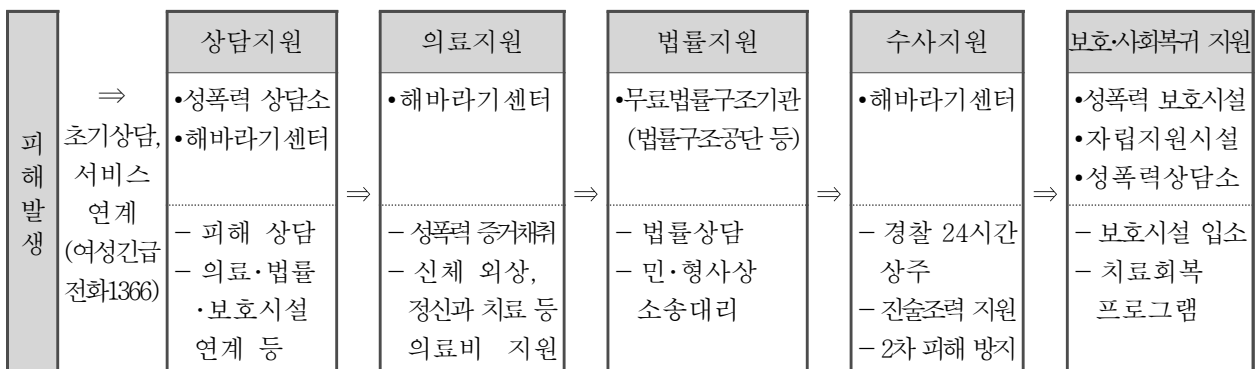 피해발생
⇒
초기상담,
서비스
연계
(여성긴급
전화1366)
상담지원
•성폭력 상담소
•해바라기센터
– 피해 상담
– 의료·법률
·보호시설
연계 등
⇒
의료지원
•해바라기센터
– 성폭력 증거채취
– 신체 외상,
정신과 치료 등
의료비 지원
⇒
법률지원
•무료법률구조기관
(법률구조공단 등)
– 법률상담
– 민·형사상
소송대리
⇒
수사지원
•해바라기센터
– 경찰 24시간
상주
– 진술조력 지원
– 2차 피해 방지
⇒
보호·사회복귀 지원
•성폭력 보호시설
•자립지원시설
•성폭력상담소
– 보호시설 입소
– 치료회복
프로그램